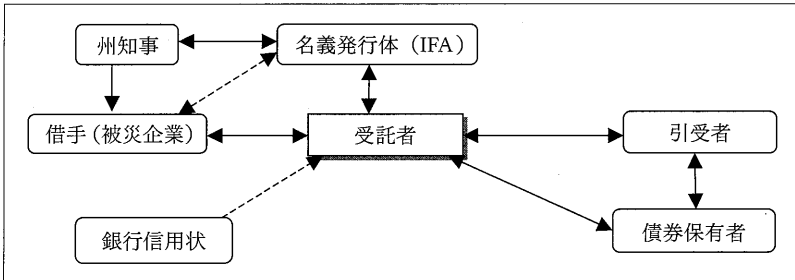 州知事
名義発行体（IFA）
借手（被災企業）
受託者
引受者
銀行信用状
債券保有者